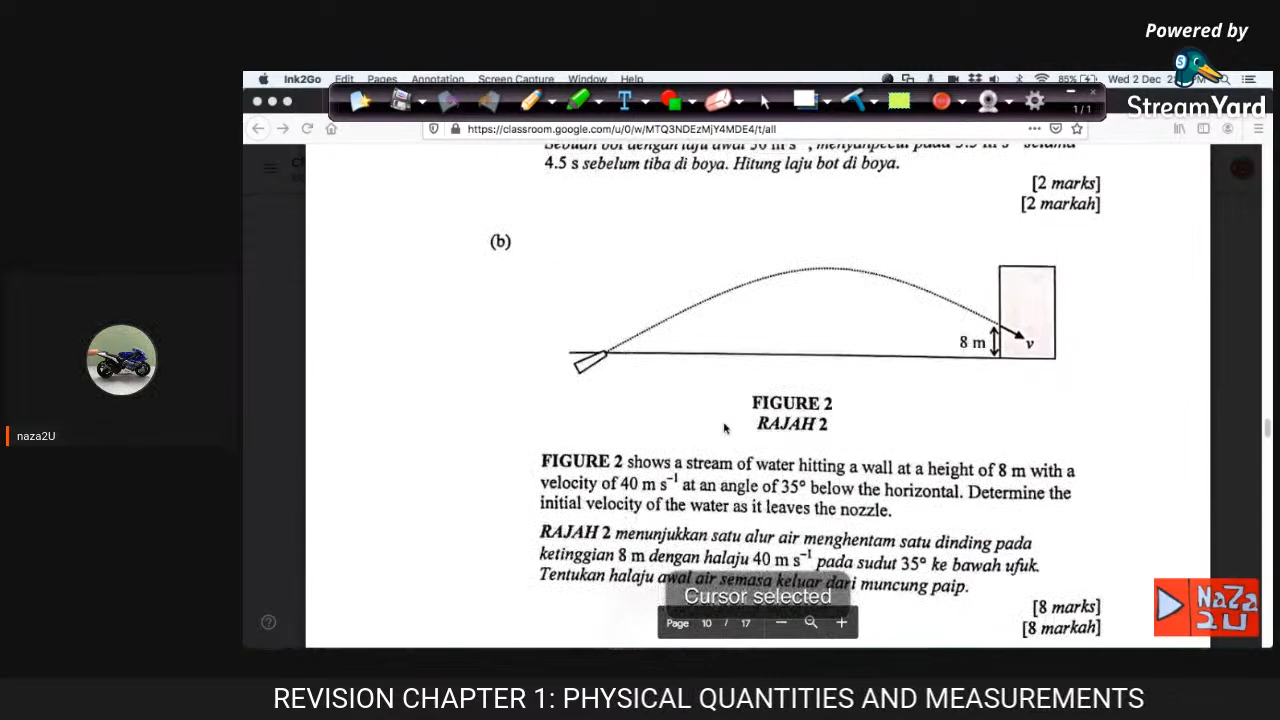 Powered by
StreamYard
Ink2Go Edit Pages Annotation Screen Capture Window Help
85% Wed 2 Dec
1/1
https://classroom.google.com/u/0/w/MTQ3NDEzMjY4MDE4/t/all
4.5 s sebelum tiba di boya. Hitung laju bot di boya.
[2 marks]
[2 markah]
(b)
8 m
v
FIGURE 2
RAJAH 2
FIGURE 2 shows a stream of water hitting a wall at a height of 8 m with a
velocity of 40 m s⁻¹ at an angle of 35° below the horizontal. Determine the
initial velocity of the water as it leaves the nozzle.
RAJAH 2 menunjukkan satu alur air menghentam satu dinding pada
ketinggian 8 m dengan halaju 40 m s⁻¹ pada sudut 35° ke bawah ufuk.
Tentukan halaju awal air semasa keluar dari muncung paip.
Cursor selected
[8 marks]
[8 markah]
Page 10 / 17
naza2U
NaZa
2U
REVISION CHAPTER 1: PHYSICAL QUANTITIES AND MEASUREMENTS